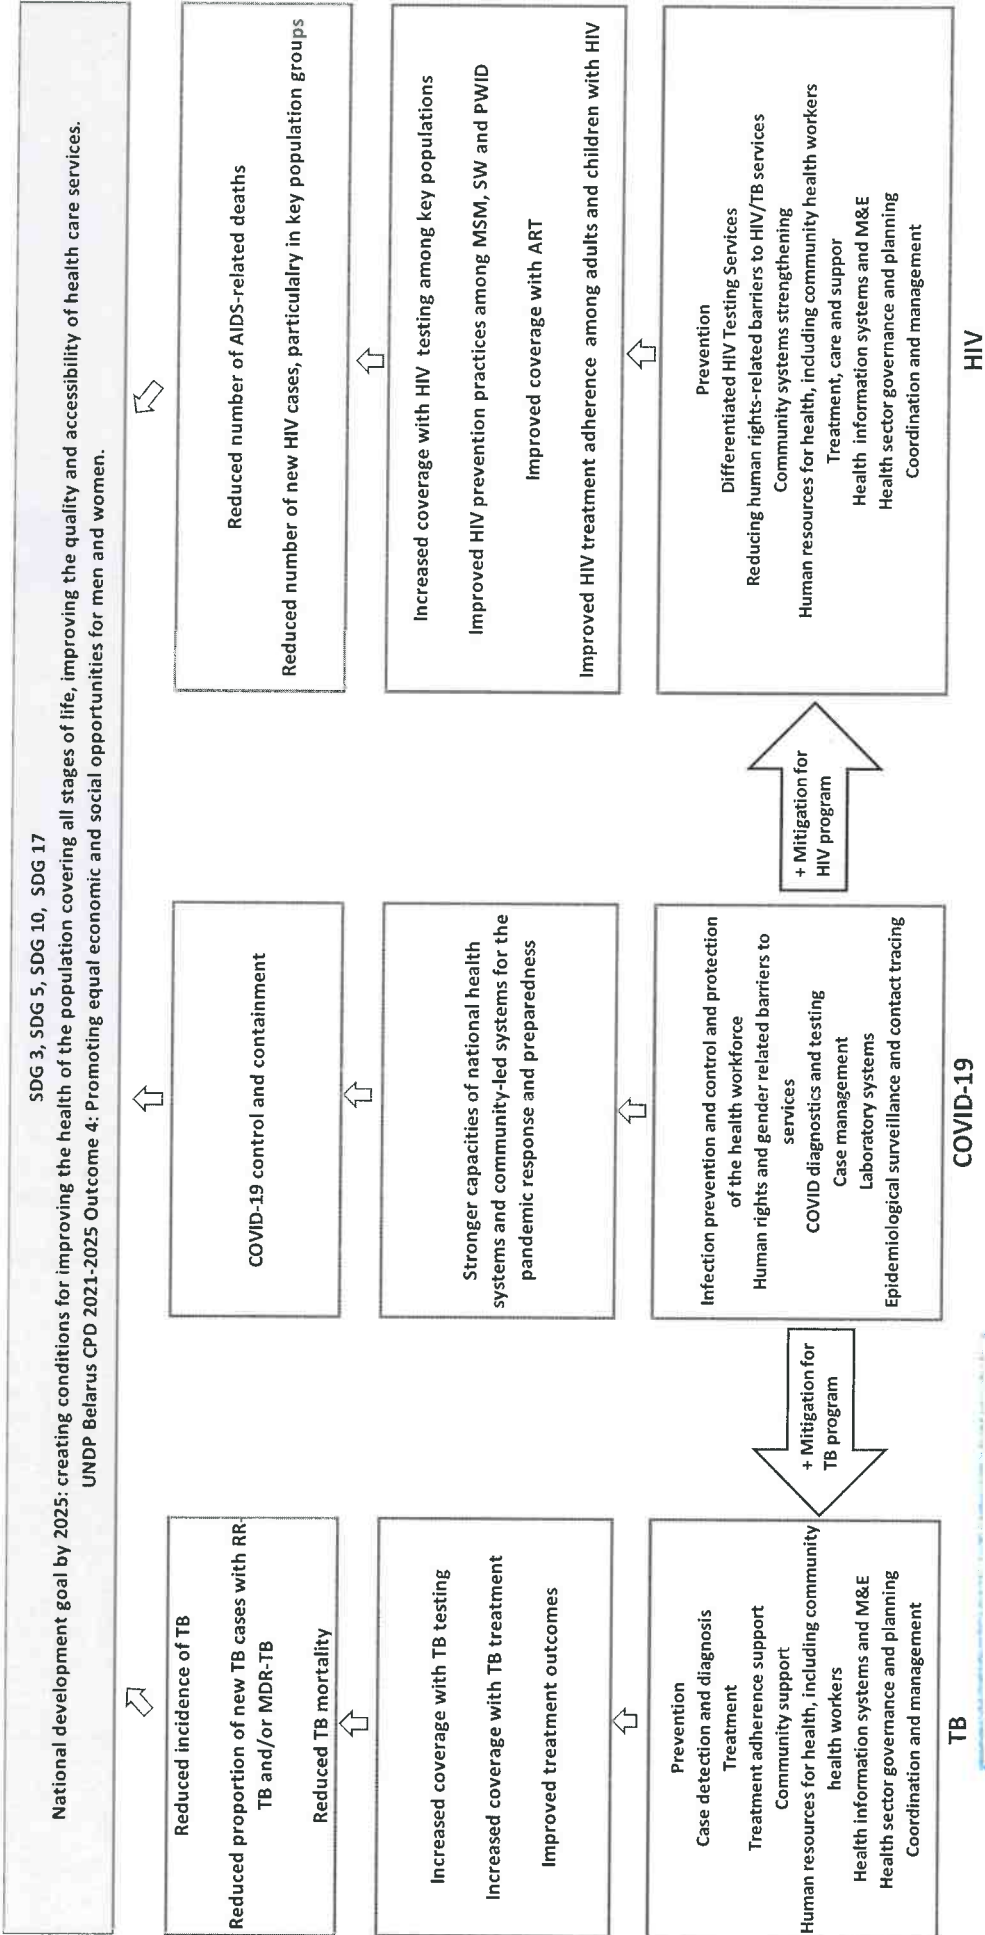 SDG 3, SDG 5, SDG 10, SDG 17
National development goal by 2025: creating conditions for improving the health of the population covering all stages of life, improving the quality and accessibility of health care services.
UNDP Belarus CPD 2021-2025 Outcome 4: Promoting equal economic and social opportunities for men and women.
Reduced incidence of TB
Reduced proportion of new TB cases with RR-
TB and/or MDR-TB
Reduced TB mortality
COVID-19 control and containment
Reduced number of AIDS-related deaths
Reduced number of new HIV cases, particulalry in key population groups
Increased coverage with TB testing
Increased coverage with TB treatment
Improved treatment outcomes
Stronger capacities of national health
systems and community-led systems for the
pandemic response and preparedness
Increased coverage with HIV testing among key populations
Improved HIV prevention practices among MSM, SW and PWID
Improved coverage with ART
Improved HIV treatment adherence among adults and children with HIV
Prevention
Case detection and diagnosis
Treatment
Treatment adherence support
Community support
Human resources for health, including community
health workers
Health information systems and M&E
Health sector governance and planning
Coordination and management
+ Mitigation for
TB program
Infection prevention and control and protection
of the health workforce
Human rights and gender related barriers to
services
COVID diagnostics and testing
Case management
Laboratory systems
Epidemiological surveillance and contact tracing
+ Mitigation for
HIV program
Prevention
Differentiated HIV Testing Services
Reducing human rights-related barriers to HIV/TB services
Community systems strengthening
Human resources for health, including community health workers
Treatment, care and suppor
Health information systems and M&E
Health sector governance and planning
Coordination and management
TB
COVID-19
HIV